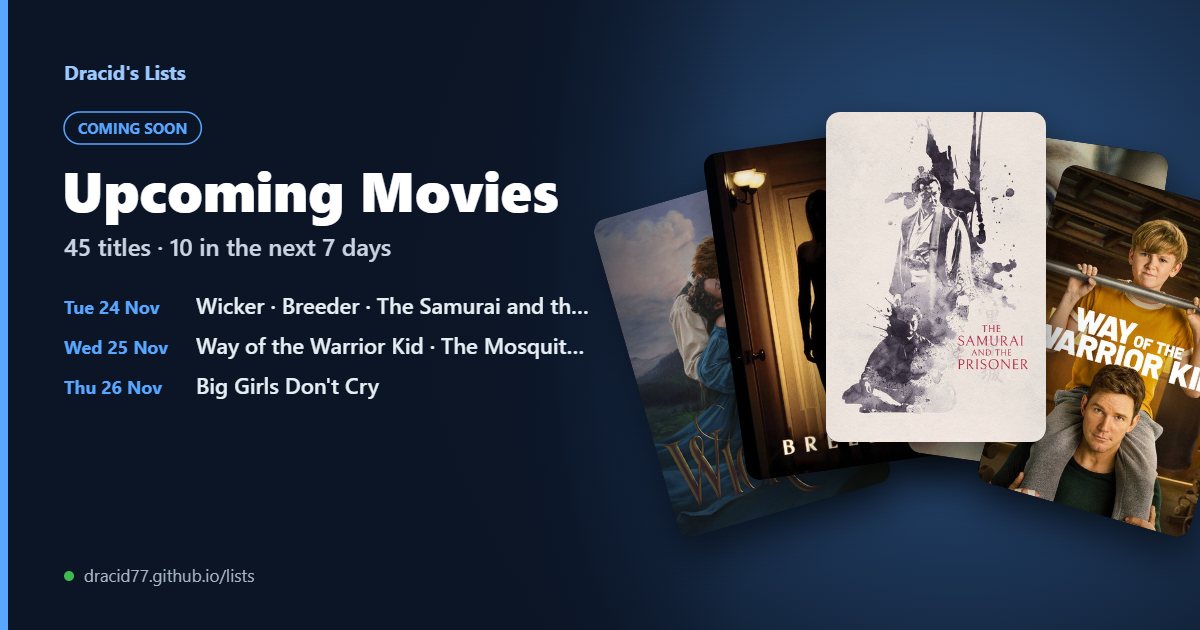 Dracid's Lists
COMING SOON
Upcoming Movies
45 titles · 10 in the next 7 days
Tue 24 Nov Wicker · Breeder · The Samurai and th...
Wed 25 Nov Way of the Warrior Kid · The Mosquit...
Thu 26 Nov Big Girls Don't Cry
dracid77.github.io/lists
THE
SAMURAI
AND THE
PRISONER
WAY OF THE
WARRIOR KI